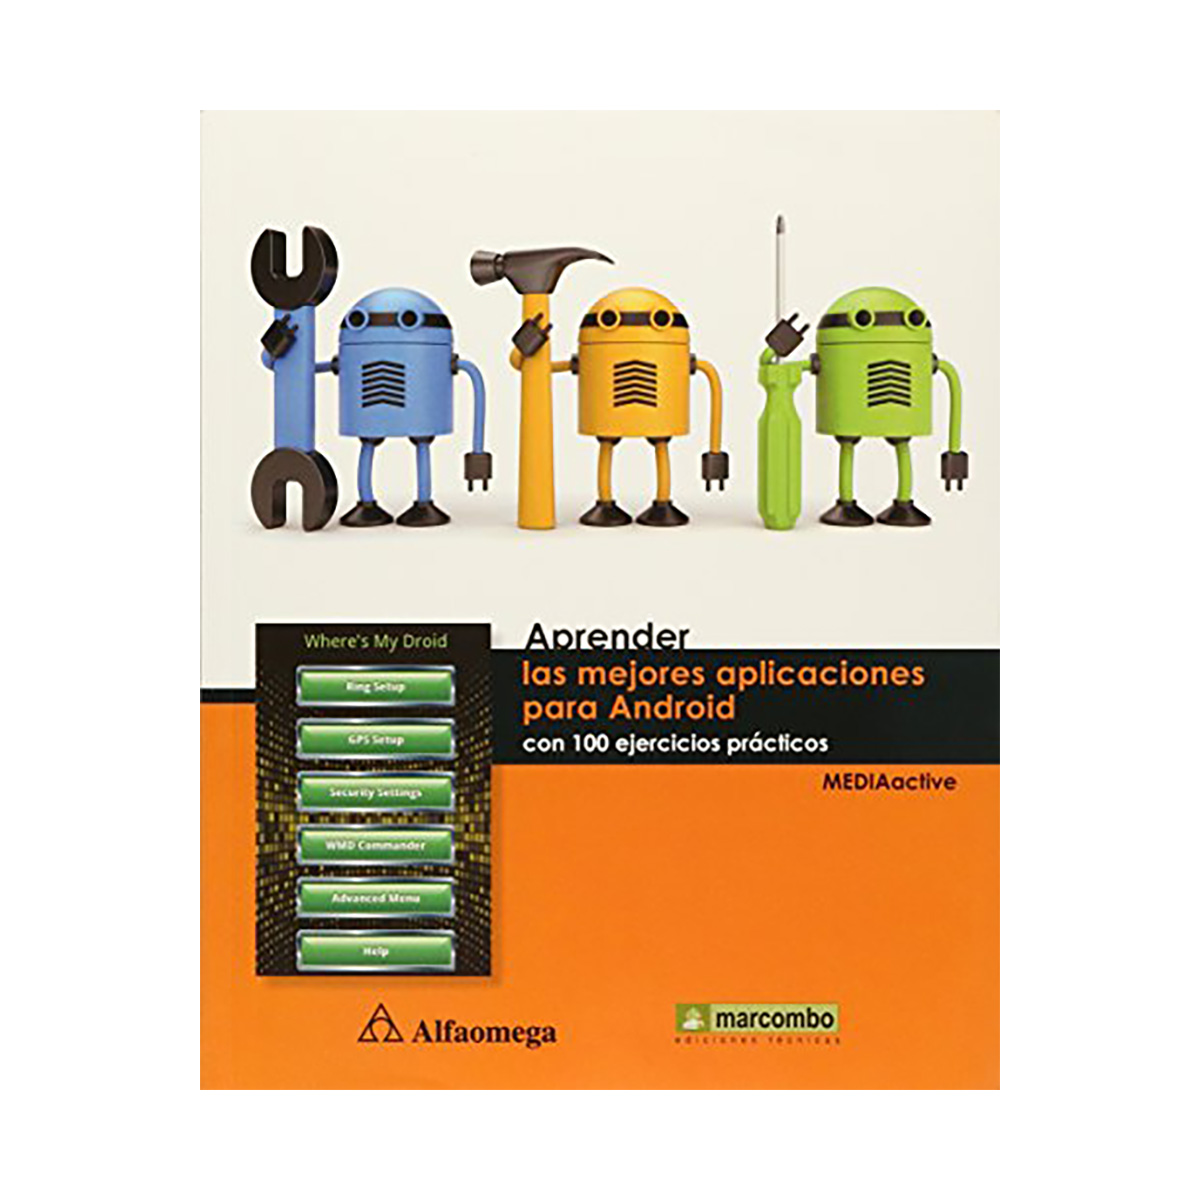 Where's My Droid
Ring Setup
GPS Setup
Security Settings
WMD Commander
Advanced Menu
Help
Aprender
las mejores aplicaciones
para Android
con 100 ejercicios prácticos
MEDIAactive
Alfaomega
marcombo
ediciones técnicas